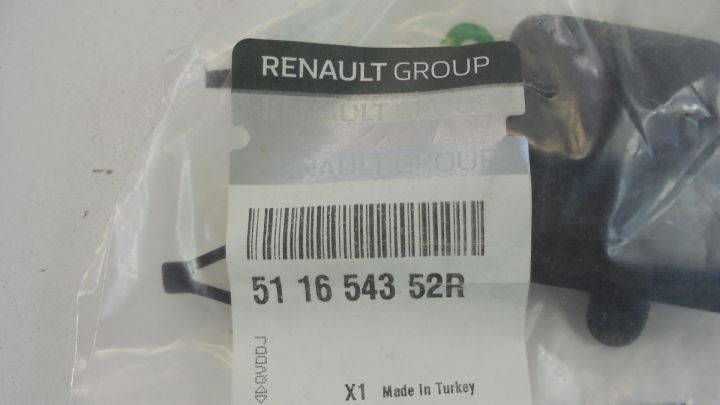 RENAULT GROUP
RENAULT GROUP
RENAULT GROUP
51 16 543 52R
X1 Made In Turkey